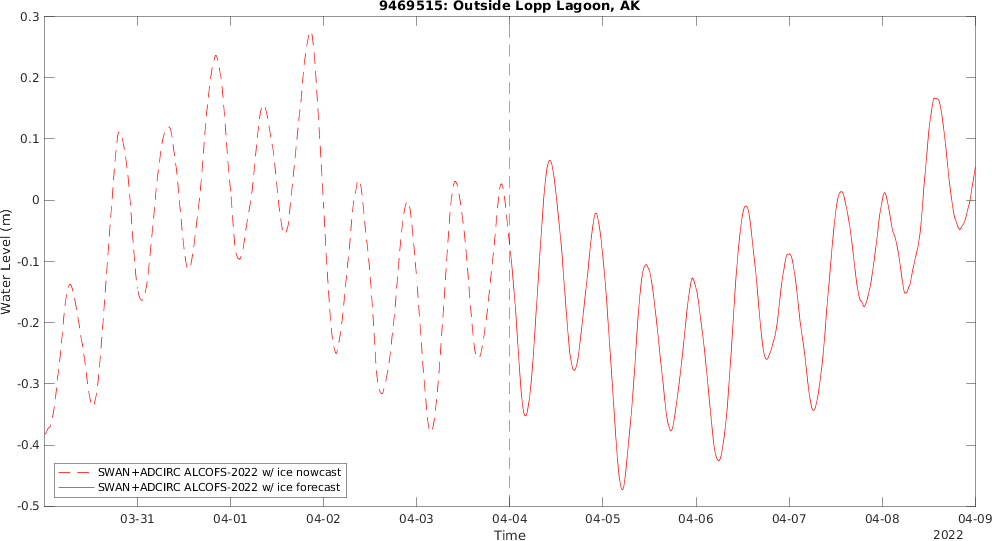 9469515: Outside Lopp Lagoon, AK
0.3
0.2
0.1
0
-0.1
-0.2
-0.3
-0.4
-0.5
Water Level (m)
SWAN+ADCIRC ALCOFS-2022 w/ ice nowcast
SWAN+ADCIRC ALCOFS-2022 w/ ice forecast
03-31 04-01 04-02 04-03 04-04 04-05 04-06 04-07 04-08 04-09
Time
2022